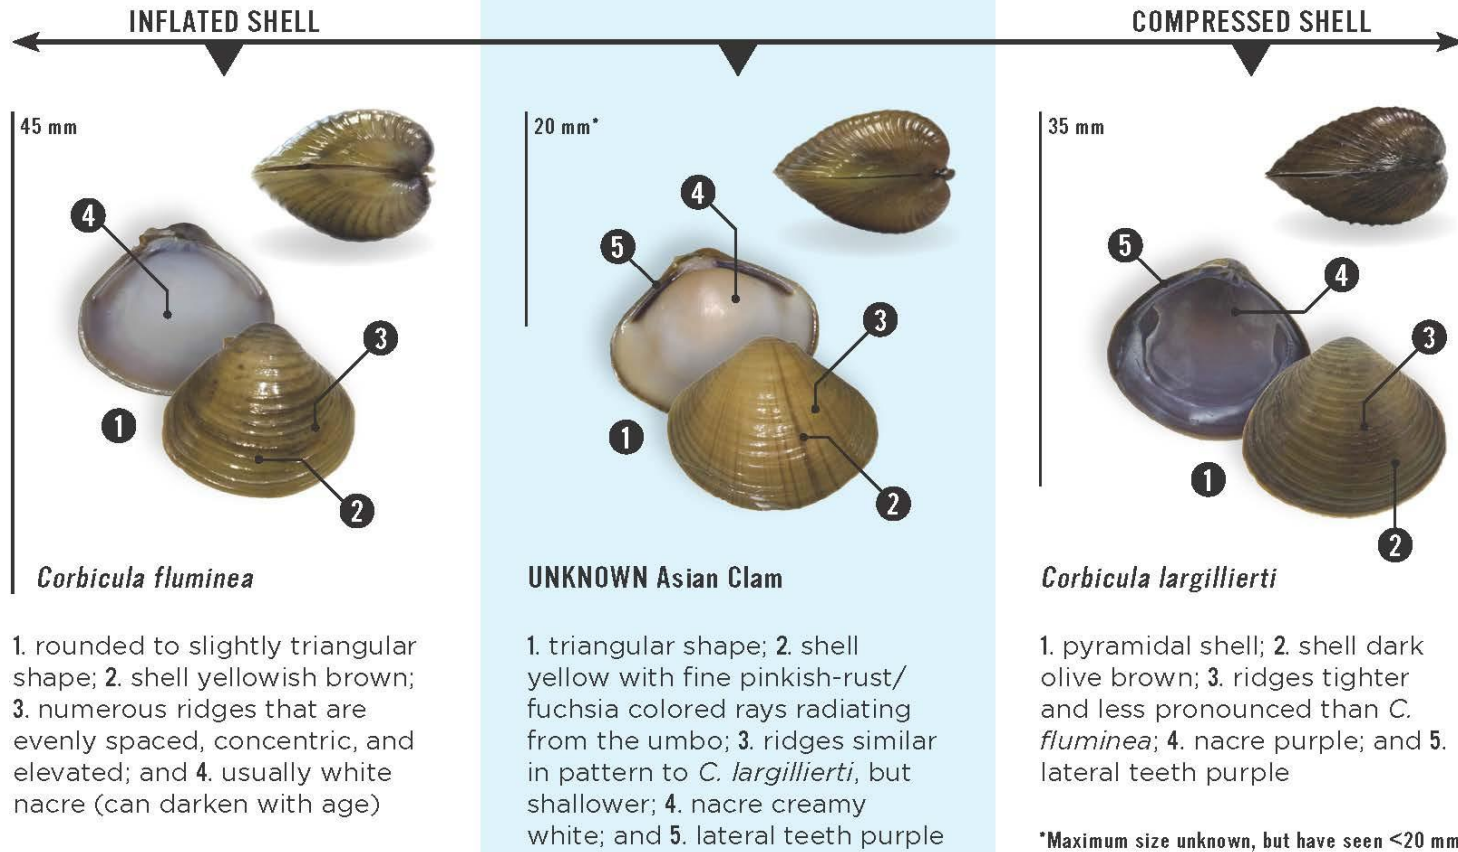 INFLATED SHELL
COMPRESSED SHELL
45 mm
4
3
1
2
Corbicula fluminea
1. rounded to slightly triangular
shape; 2. shell yellowish brown;
3. numerous ridges that are
evenly spaced, concentric, and
elevated; and 4. usually white
nacre (can darken with age)
20 mm*
4
5
3
1
2
UNKNOWN Asian Clam
1. triangular shape; 2. shell
yellow with fine pinkish-rust/
fuchsia colored rays radiating
from the umbo; 3. ridges similar
in pattern to C. largillierti, but
shallower; 4. nacre creamy
white; and 5. lateral teeth purple
35 mm
5
4
3
1
2
Corbicula largillierti
1. pyramidal shell; 2. shell dark
olive brown; 3. ridges tighter
and less pronounced than C.
fluminea; 4. nacre purple; and 5.
lateral teeth purple
*Maximum size unknown, but have seen <20 mm